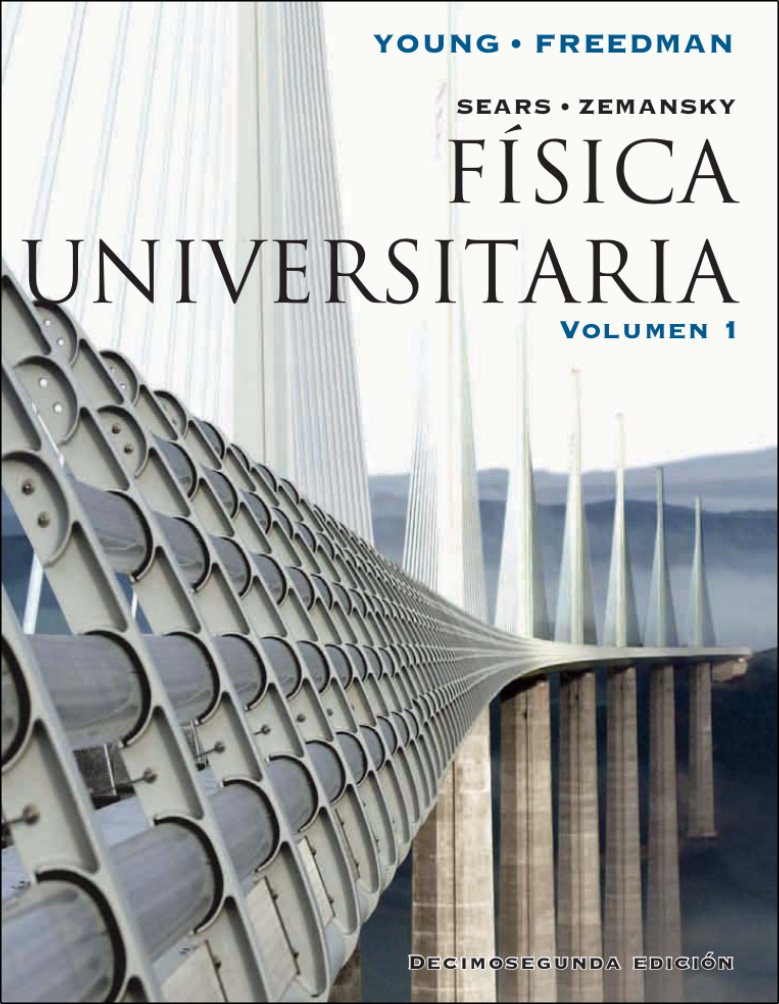 YOUNG • FREEDMAN
SEARS • ZEMANSKY
FÍSICA
UNIVERSITARIA
VOLUMEN 1
DECIMOSEGUNDA EDICIÓN